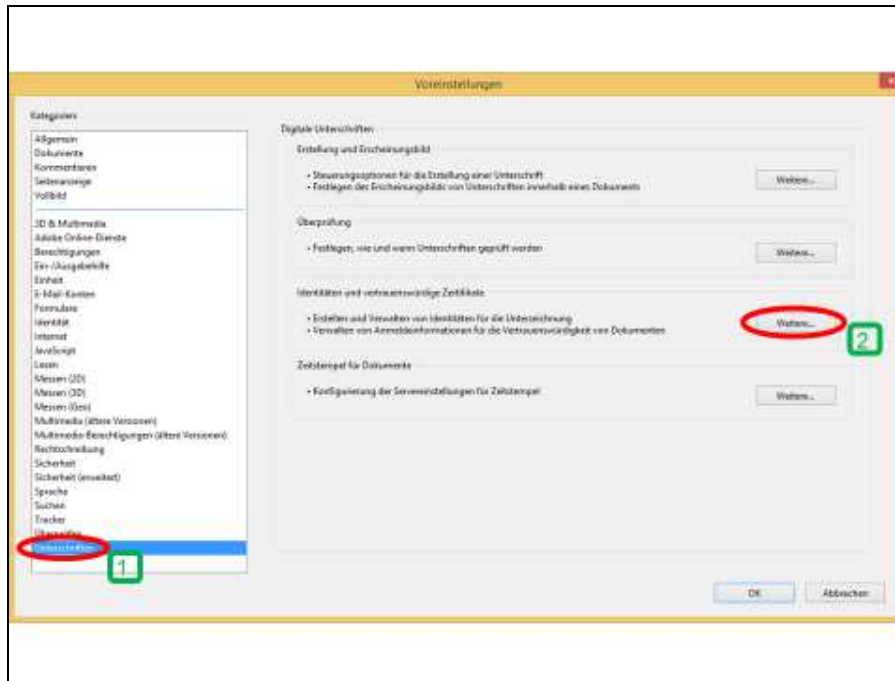 Voreinstellungen
Kategorien:
Allgemein
Dokumente
Kommentieren
Seitenanzeige
Vollbild
3D & Multimedia
Adobe Online-Dienste
Berechtigungen
Ein-/Ausgabehilfe
Einheit
E-Mail-Konten
Formulare
Identität
Internet
JavaScript
Lesen
Messen (2D)
Messen (3D)
Messen (Geo)
Multimedia (ältere Versionen)
Multimedia-Berechtigungen (ältere Versionen)
Rechtschreibung
Sicherheit
Sicherheit (erweitert)
Sprache
Suchen
Tracker
Überprüfen
Unterschriften
1
Digitale Unterschriften
Erstellung und Erscheinungsbild
• Steuerungsoptionen für die Erstellung einer Unterschrift
• Festlegen des Erscheinungsbilds von Unterschriften innerhalb eines Dokuments
Weitere...
Überprüfung
• Festlegen, wie und wann Unterschriften geprüft werden
Weitere...
Identitäten und vertrauenswürdige Zertifikate
• Erstellen und Verwalten von Identitäten für die Unterzeichnung
• Verwalten von Anmeldeinformationen für die Vertrauenswürdigkeit von Dokumenten
Weitere...
2
Zeitstempel für Dokumente
• Konfigurierung der Servereinstellungen für Zeitstempel
Weitere...
OK
Abbrechen